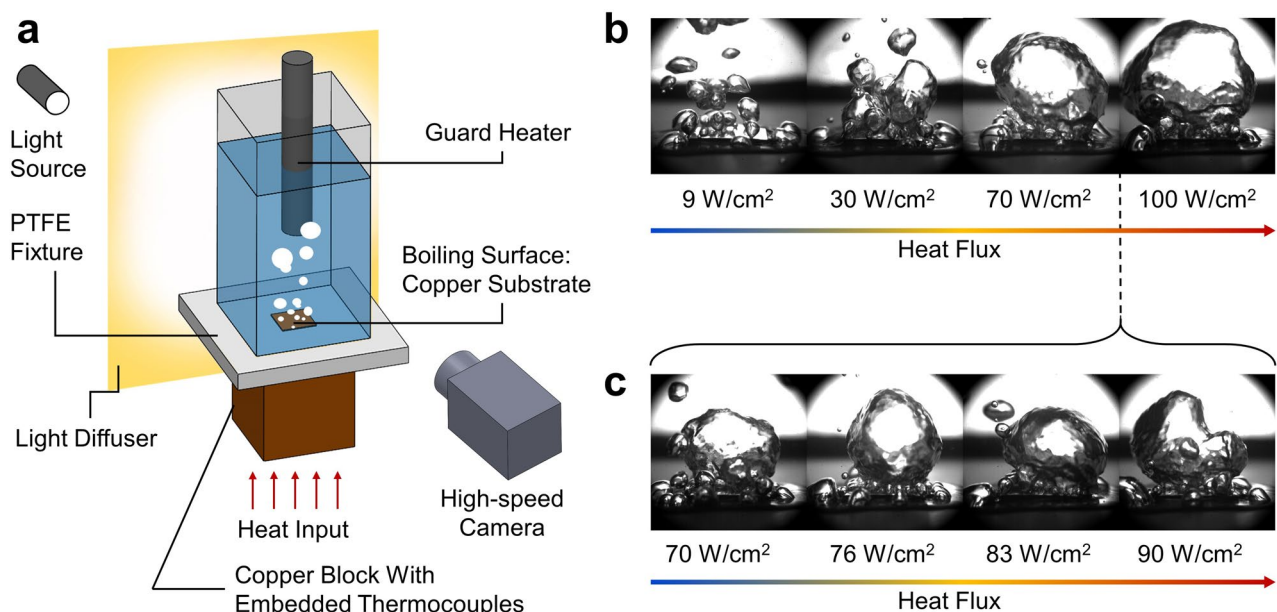 a
Light
Source
PTFE
Fixture
Guard Heater
Boiling Surface:
Copper Substrate
Light Diffuser
High-speed
Camera
Heat Input
Copper Block With
Embedded Thermocouples
b
9 W/cm²
30 W/cm²
70 W/cm²
100 W/cm²
Heat Flux
c
70 W/cm²
76 W/cm²
83 W/cm²
90 W/cm²
Heat Flux